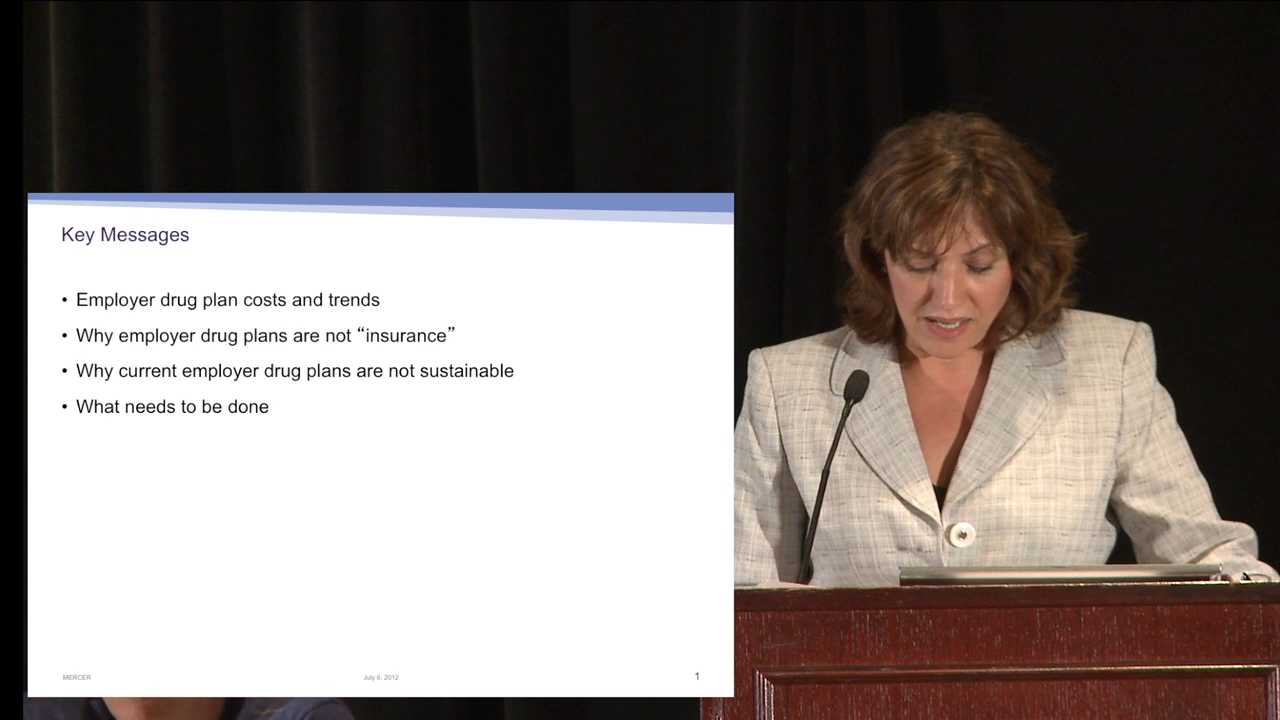 Key Messages
• Employer drug plan costs and trends
• Why employer drug plans are not “insurance”
• Why current employer drug plans are not sustainable
• What needs to be done
MERCER July 6, 2012 1